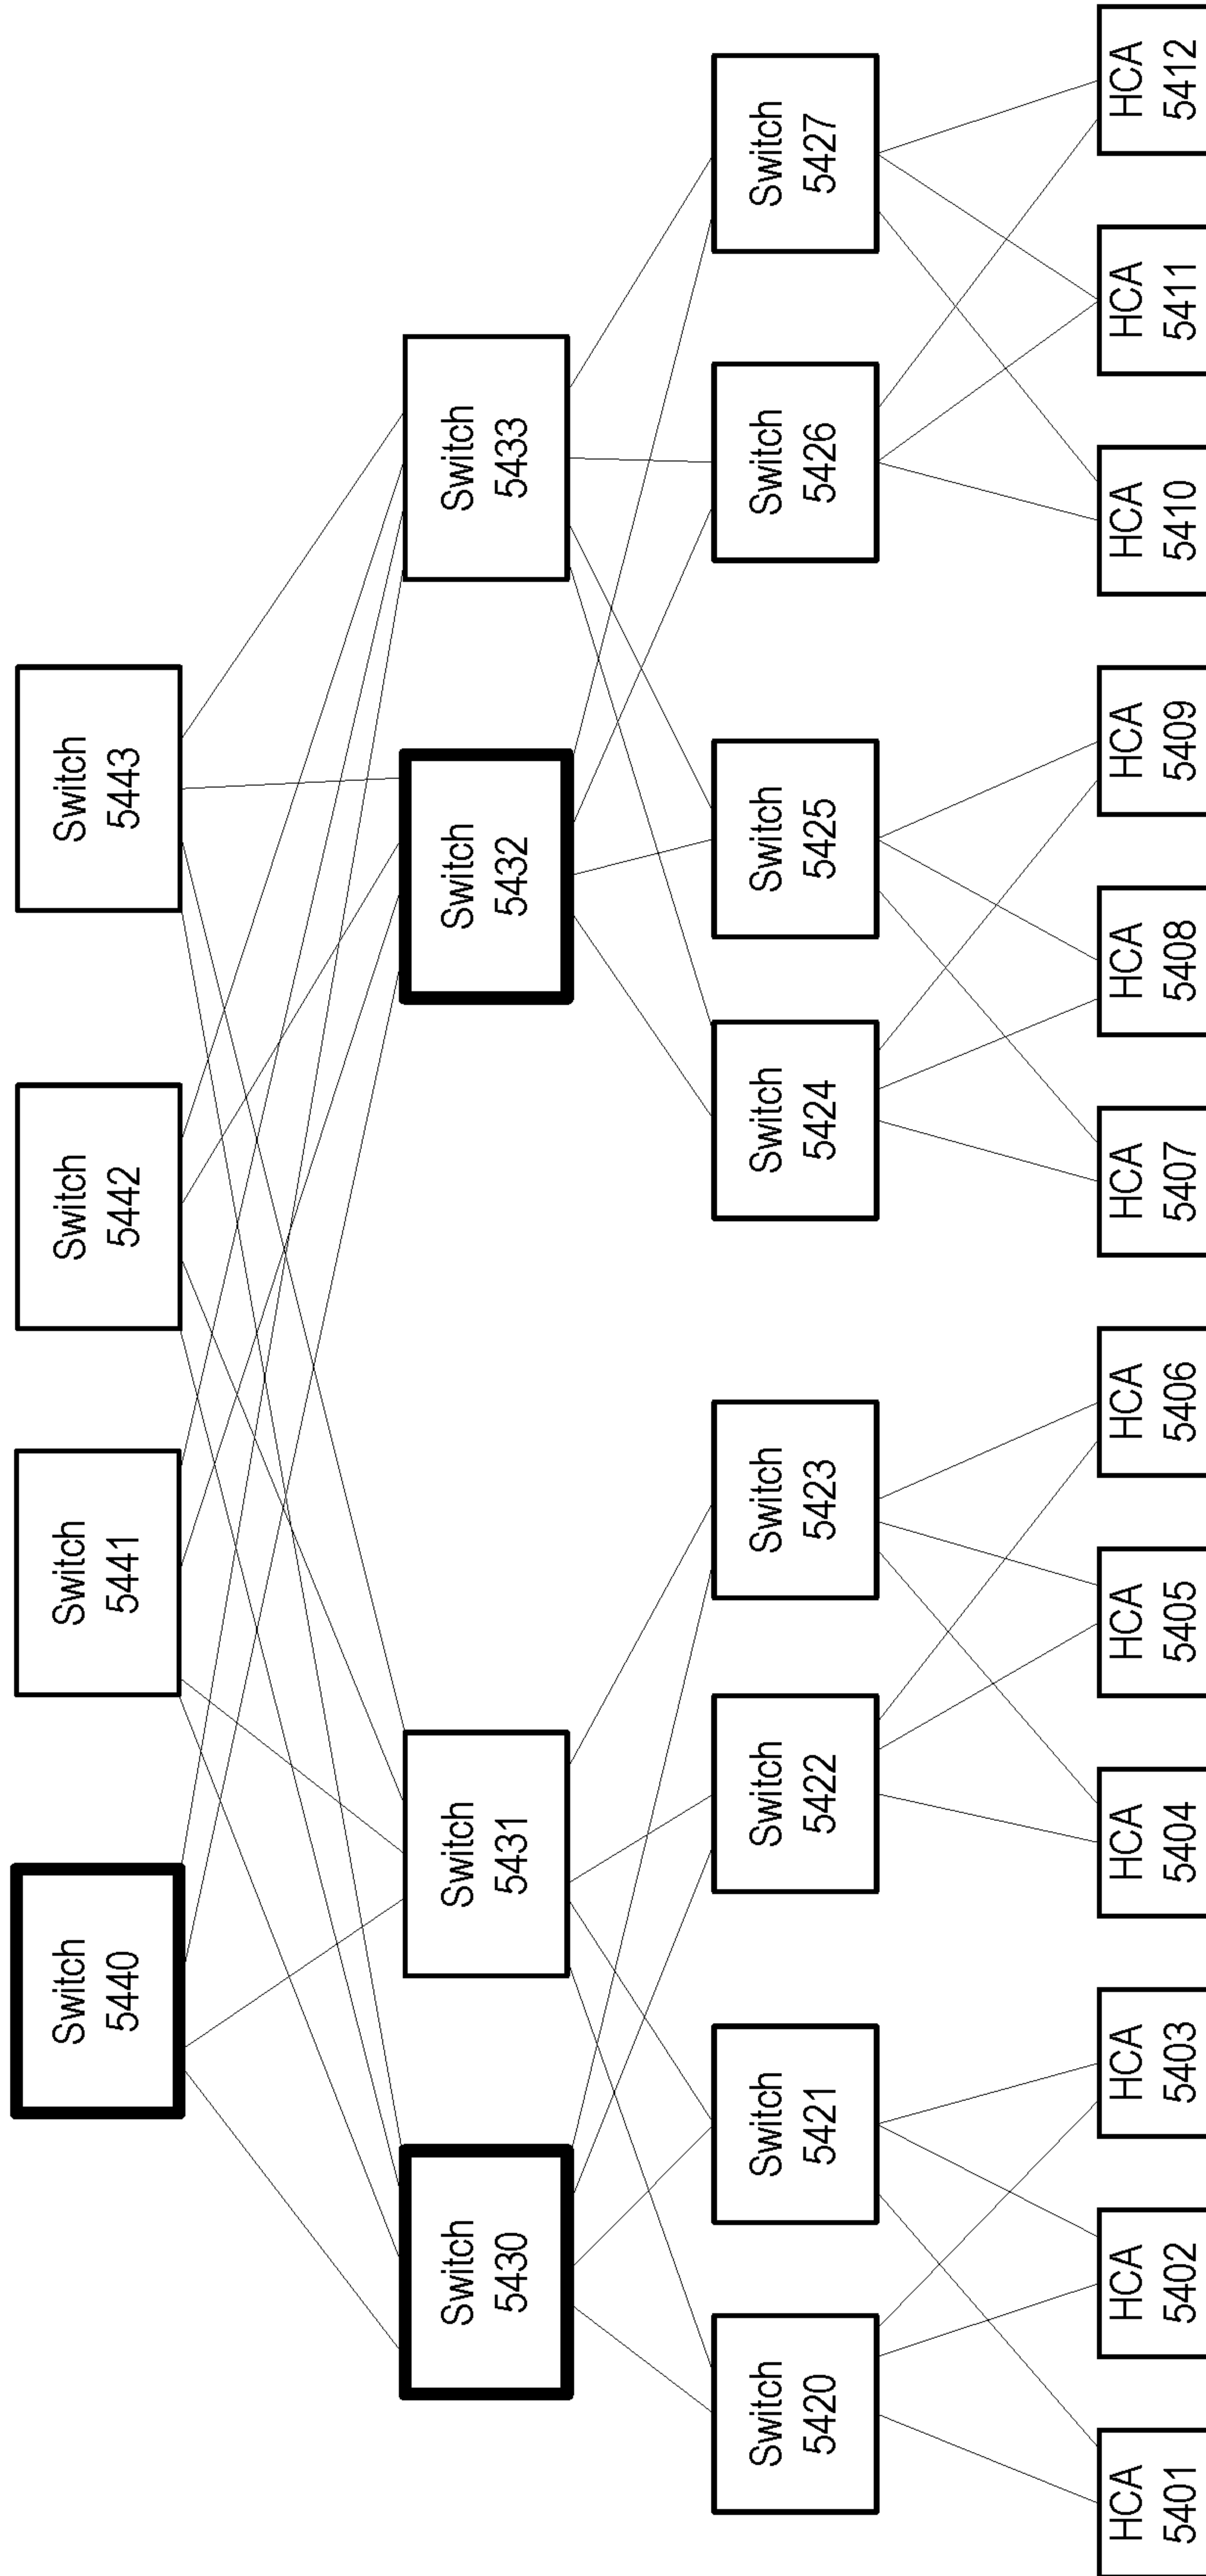 Switch
5440
Switch
5441
Switch
5442
Switch
5443
Switch
5430
Switch
5431
Switch
5432
Switch
5433
Switch
5420
Switch
5421
Switch
5422
Switch
5423
Switch
5424
Switch
5425
Switch
5426
Switch
5427
HCA
5401
HCA
5402
HCA
5403
HCA
5404
HCA
5405
HCA
5406
HCA
5407
HCA
5408
HCA
5409
HCA
5410
HCA
5411
HCA
5412